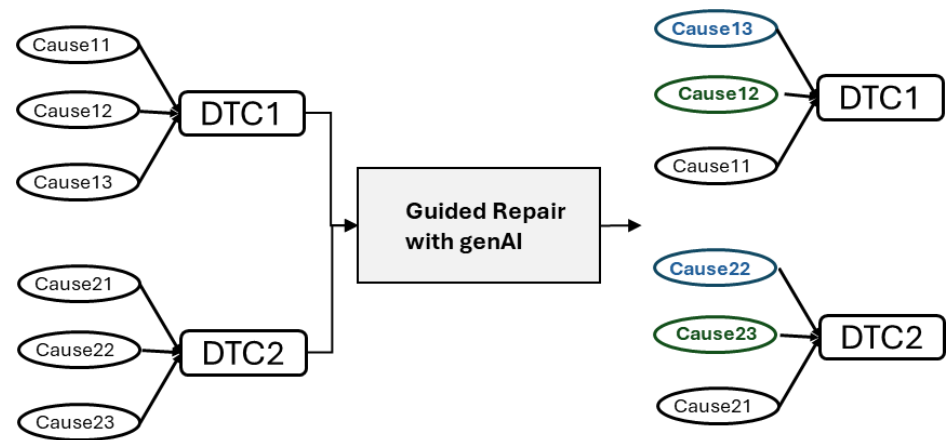 Cause11
Cause12
DTC1
Cause13
Cause21
Cause22
DTC2
Cause23
Guided Repair
with genAI
Cause13
Cause12
DTC1
Cause11
Cause22
Cause23
DTC2
Cause21